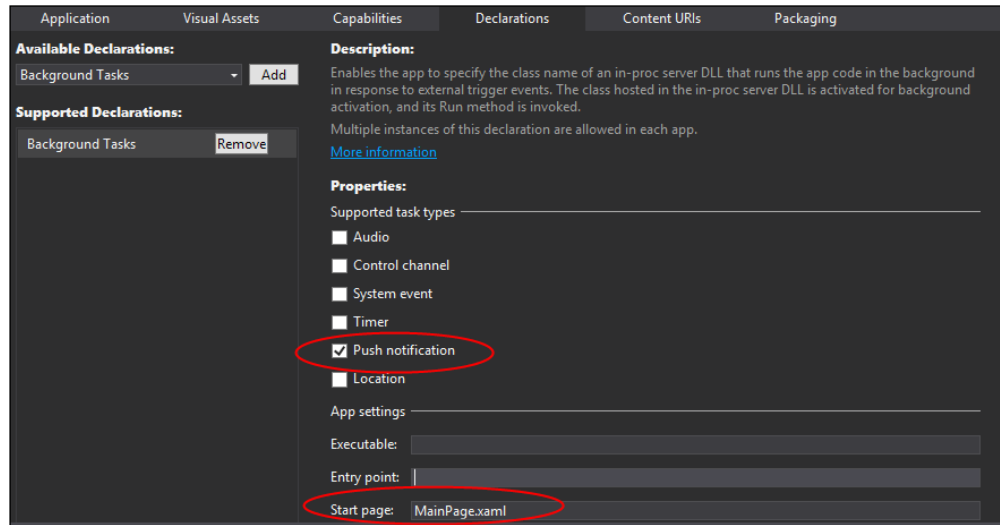 Application Visual Assets Capabilities Declarations Content URIs Packaging
Available Declarations:
Background Tasks Add
Supported Declarations:
Background Tasks Remove
Description:
Enables the app to specify the class name of an in-proc server DLL that runs the app code in the background
in response to external trigger events. The class hosted in the in-proc server DLL is activated for background
activation, and its Run method is invoked.
Multiple instances of this declaration are allowed in each app.
More information
Properties:
Supported task types
Audio
Control channel
System event
Timer
Push notification
Location
App settings
Executable:
Entry point:
Start page: MainPage.xaml